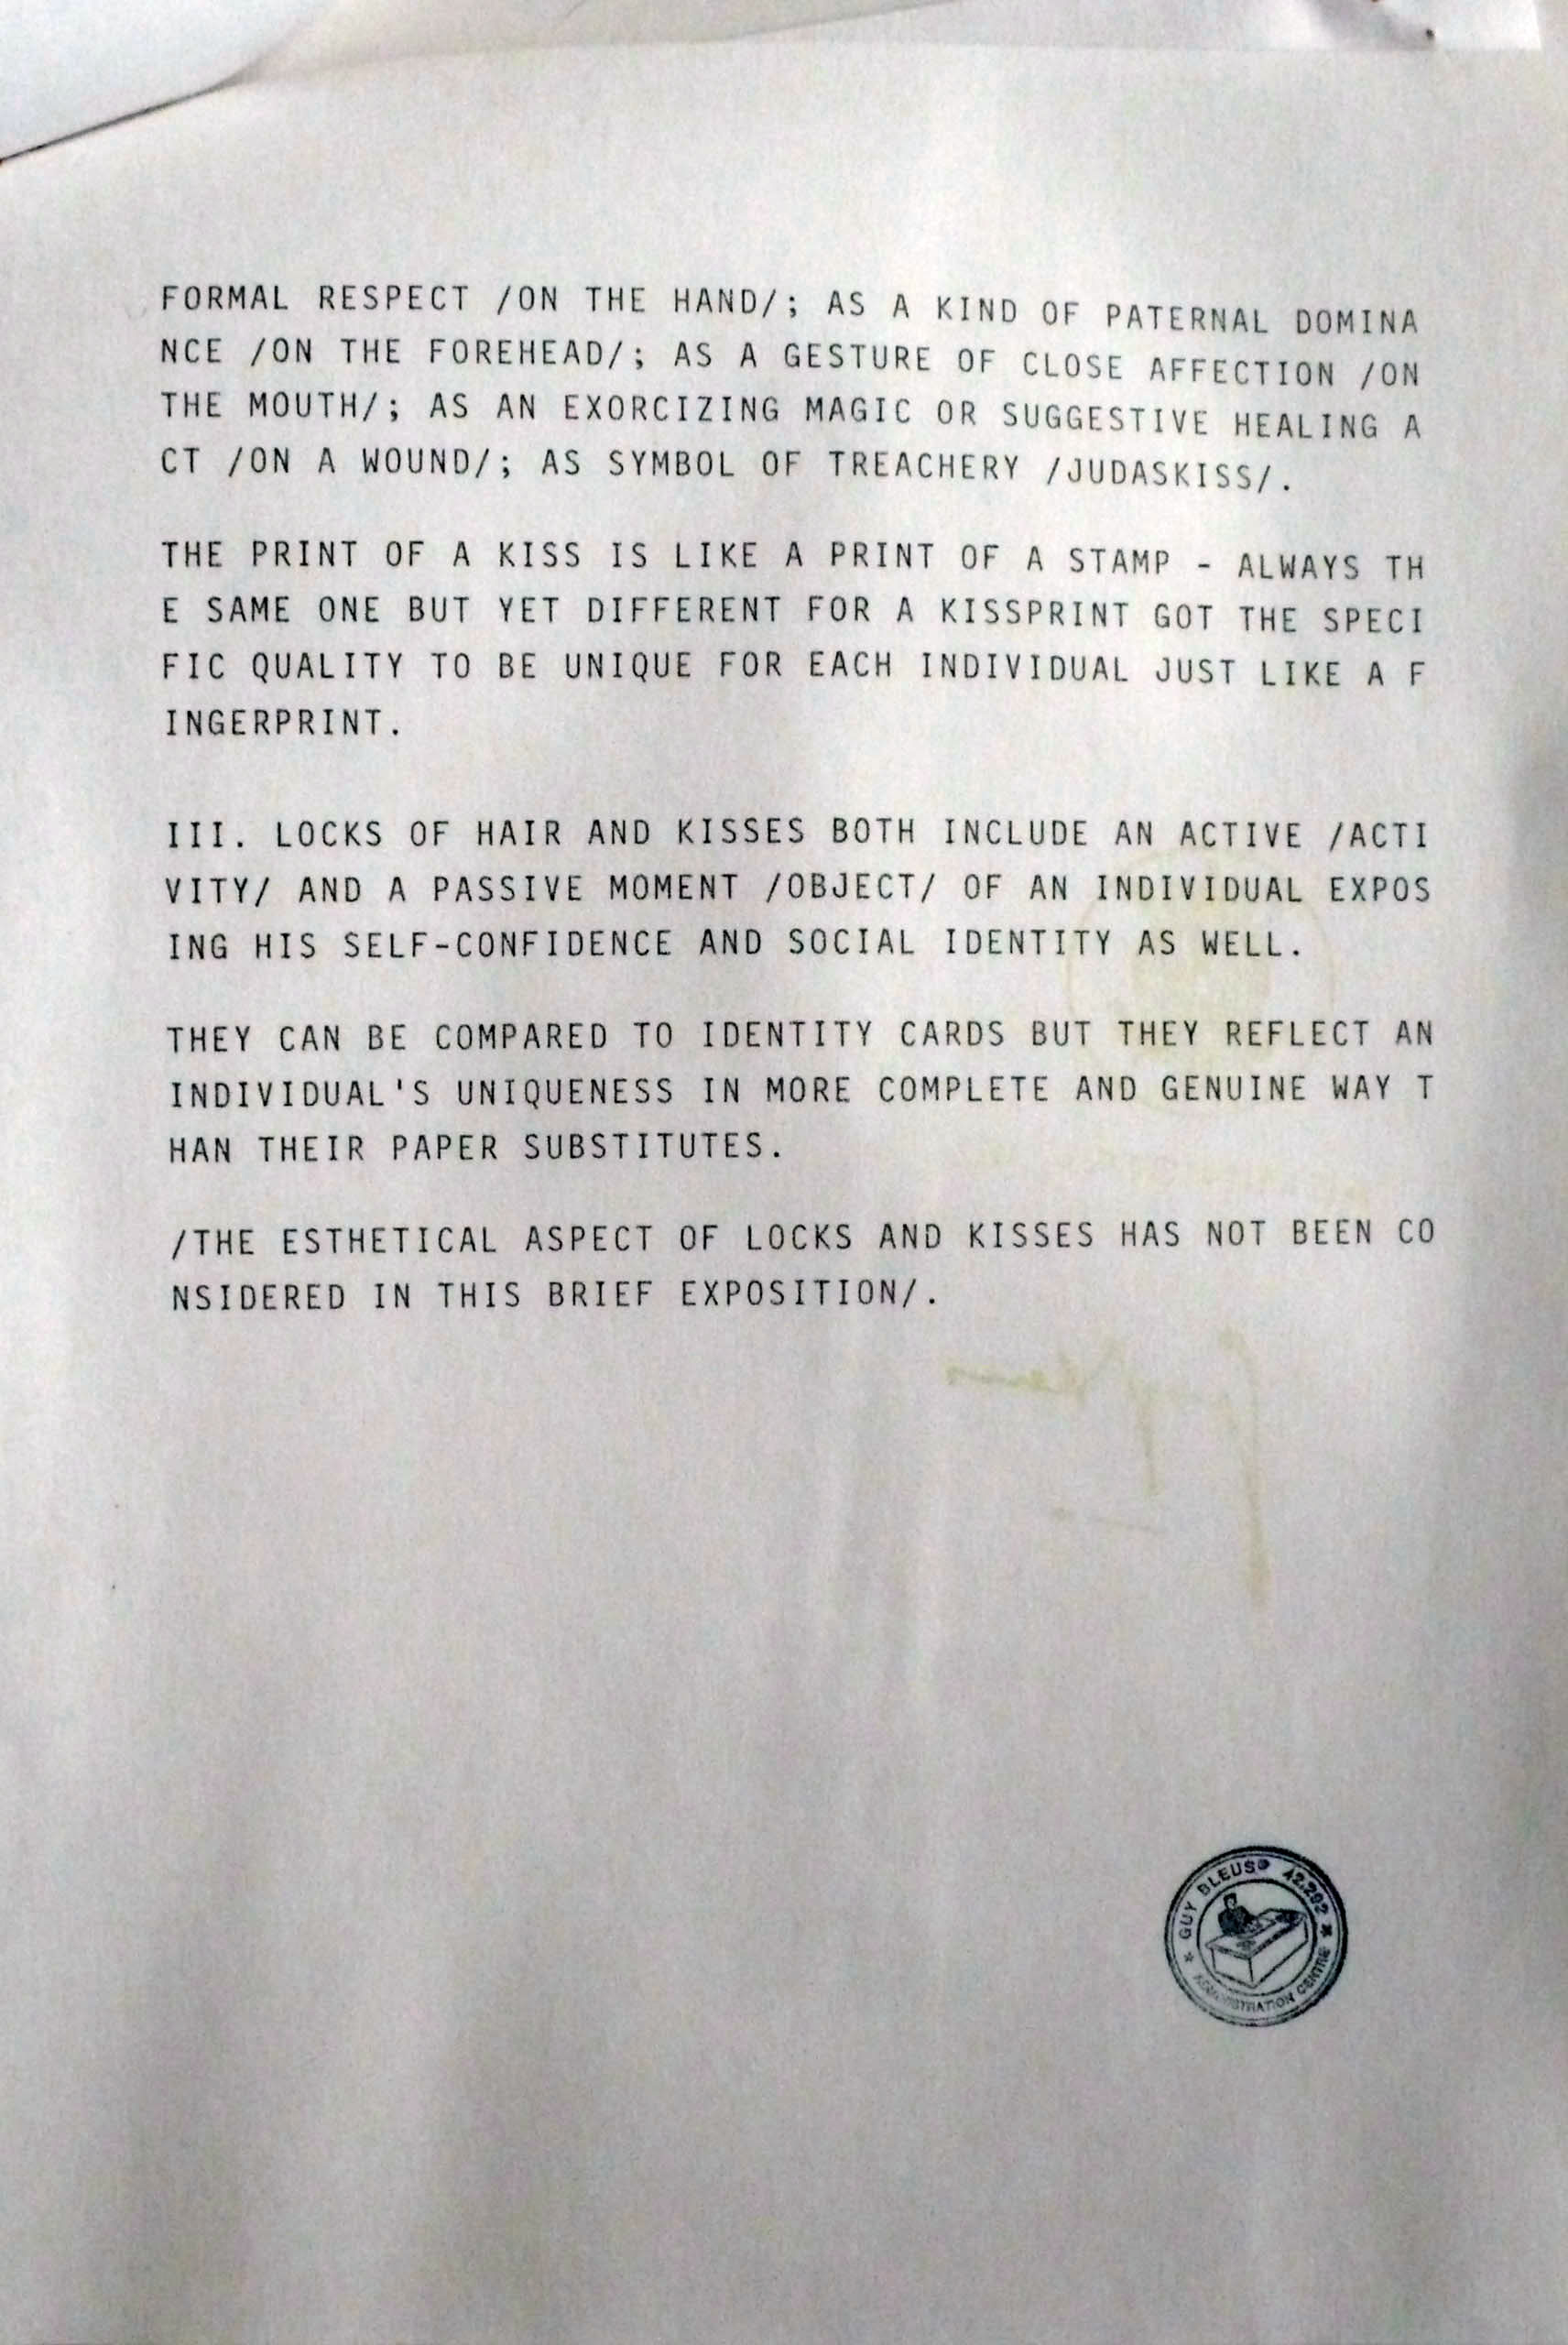 FORMAL RESPECT /ON THE HAND/; AS A KIND OF PATERNAL DOMINA
NCE /ON THE FOREHEAD/; AS A GESTURE OF CLOSE AFFECTION /ON
THE MOUTH/; AS AN EXORCIZING MAGIC OR SUGGESTIVE HEALING A
CT /ON A WOUND/; AS SYMBOL OF TREACHERY /JUDASKISS/.
THE PRINT OF A KISS IS LIKE A PRINT OF A STAMP - ALWAYS TH
E SAME ONE BUT YET DIFFERENT FOR A KISSPRINT GOT THE SPECI
FIC QUALITY TO BE UNIQUE FOR EACH INDIVIDUAL JUST LIKE A F
INGERPRINT.
III. LOCKS OF HAIR AND KISSES BOTH INCLUDE AN ACTIVE /ACTI
VITY/ AND A PASSIVE MOMENT /OBJECT/ OF AN INDIVIDUAL EXPOS
ING HIS SELF-CONFIDENCE AND SOCIAL IDENTITY AS WELL.
THEY CAN BE COMPARED TO IDENTITY CARDS BUT THEY REFLECT AN
INDIVIDUAL'S UNIQUENESS IN MORE COMPLETE AND GENUINE WAY T
HAN THEIR PAPER SUBSTITUTES.
/THE ESTHETICAL ASPECT OF LOCKS AND KISSES HAS NOT BEEN CO
NSIDERED IN THIS BRIEF EXPOSITION/.
GUY BLEUS 42.292
ADMINISTRATION CENTRE